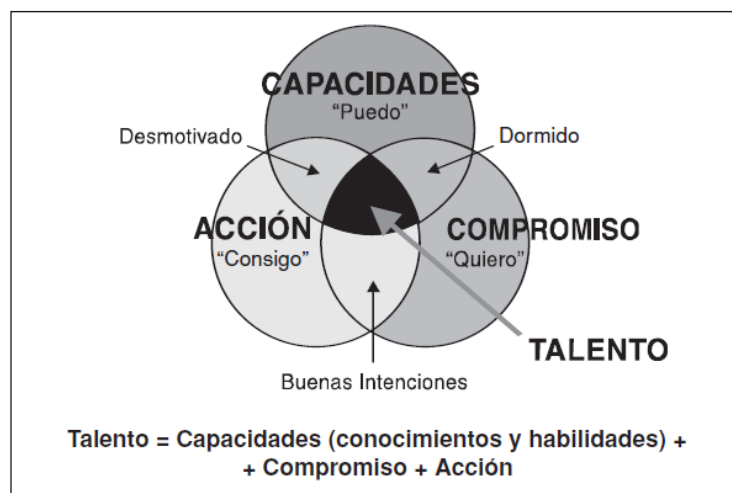 CAPACIDADES
“Puedo”
Desmotivado
Dormido
ACCIÓN
“Consigo”
COMPROMISO
“Quiero”
TALENTO
Buenas Intenciones
Talento = Capacidades (conocimientos y habilidades) +
+ Compromiso + Acción